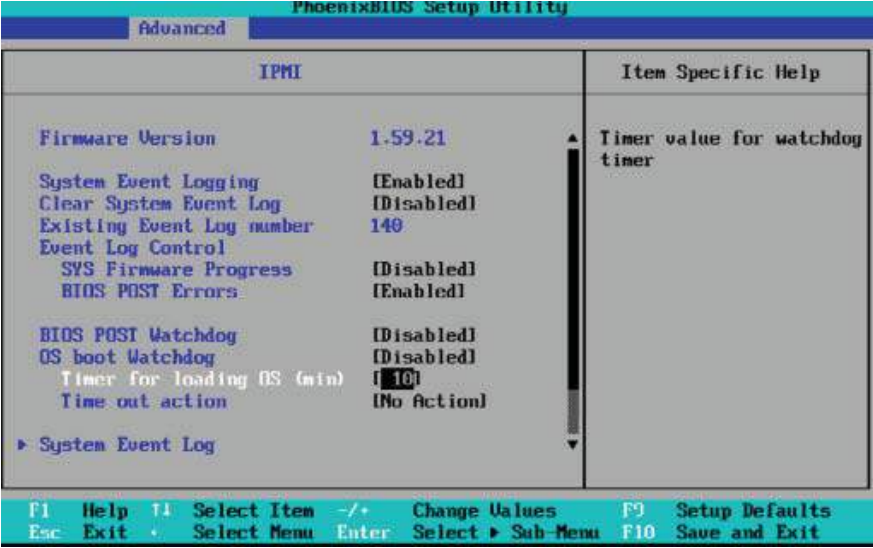 PhoenixBIOS Setup Utility
Advanced
IPMI
Item Specific Help
Firmware Version 1.59.21
Timer value for watchdog
timer
System Event Logging [Enabled]
Clear System Event Log [Disabled]
Existing Event Log number 140
Event Log Control
SYS Firmware Progress [Disabled]
BIOS POST Errors [Enabled]
BIOS POST Watchdog [Disabled]
OS boot Watchdog [Disabled]
Timer for loading OS (min) [ 10]
Time out action [No Action]
System Event Log
F1 Help ↑↓ Select Item -/+ Change Values F9 Setup Defaults
Esc Exit Select Menu Enter Select ▸ Sub-Menu F10 Save and Exit